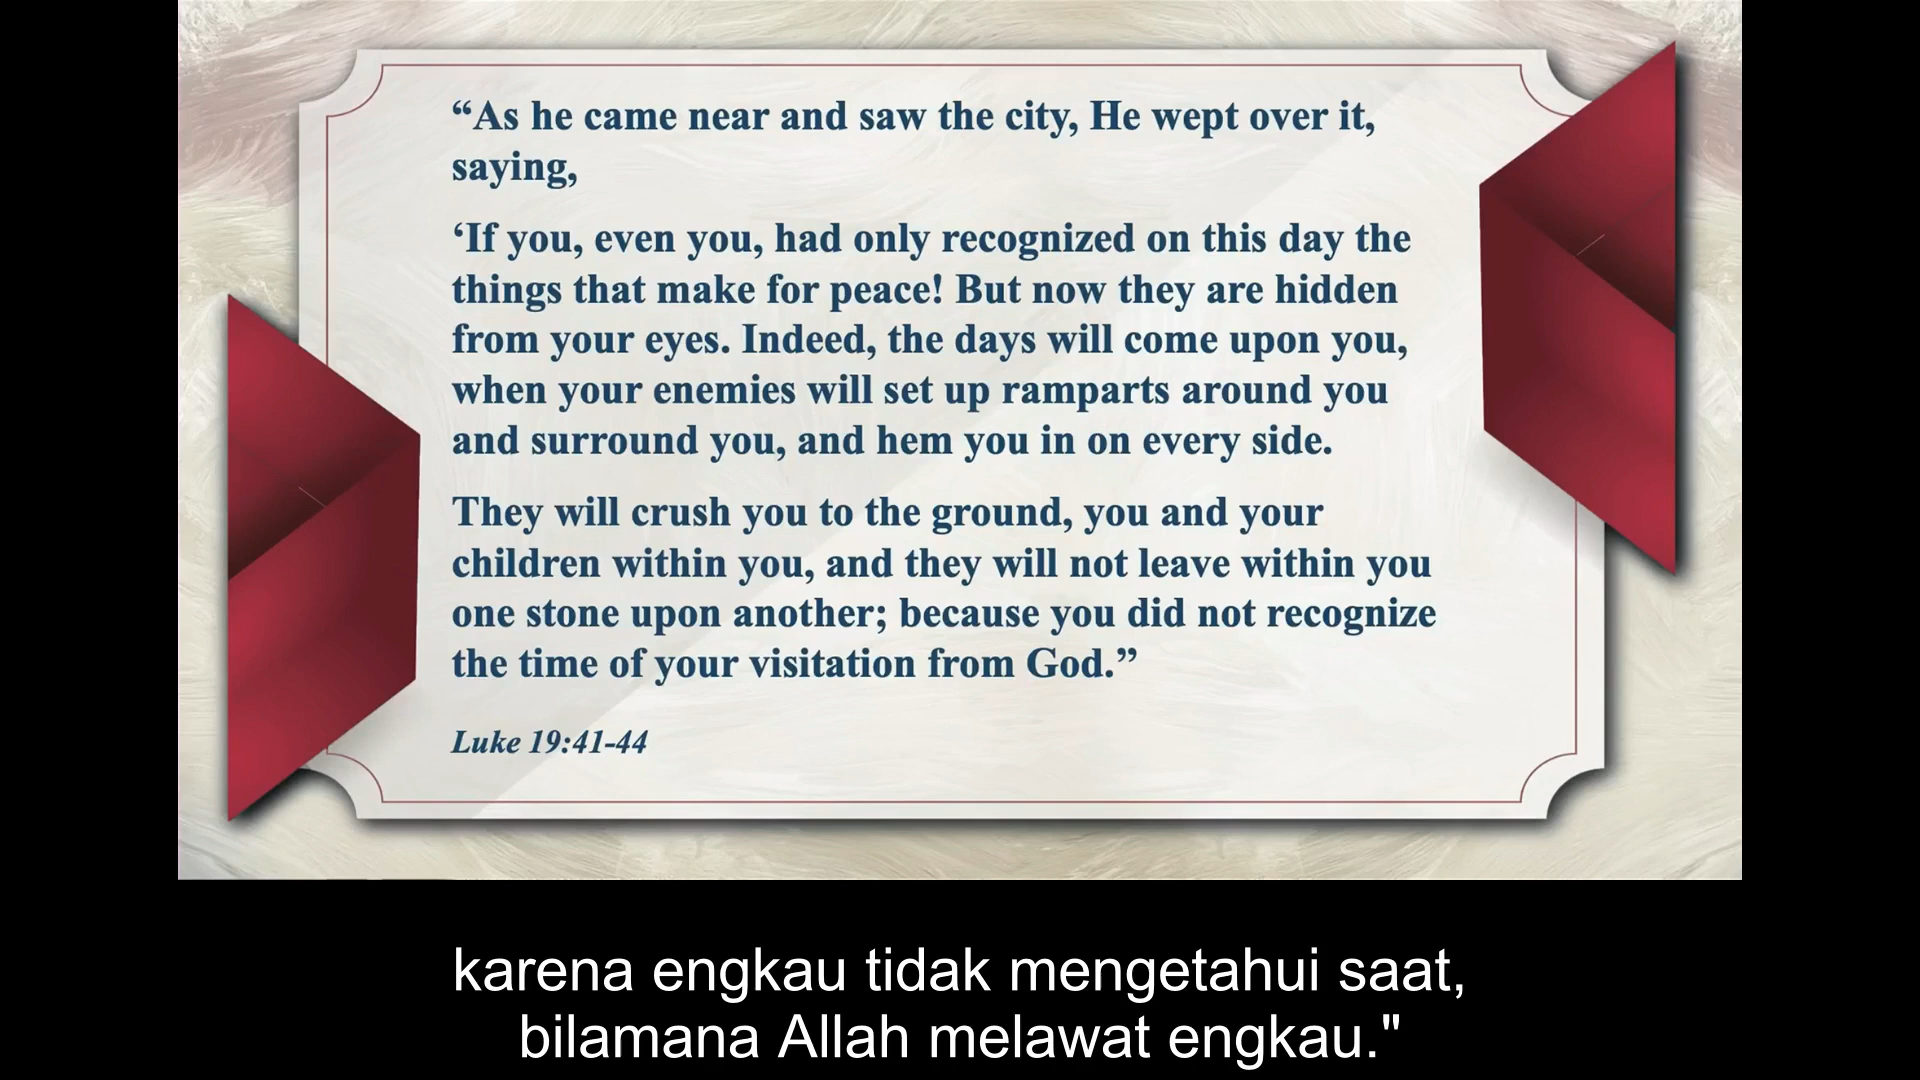 “As he came near and saw the city, He wept over it,
saying,
‘If you, even you, had only recognized on this day the
things that make for peace! But now they are hidden
from your eyes. Indeed, the days will come upon you,
when your enemies will set up ramparts around you
and surround you, and hem you in on every side.
They will crush you to the ground, you and your
children within you, and they will not leave within you
one stone upon another; because you did not recognize
the time of your visitation from God.”
Luke 19:41-44
karena engkau tidak mengetahui saat,
bilamana Allah melawat engkau."